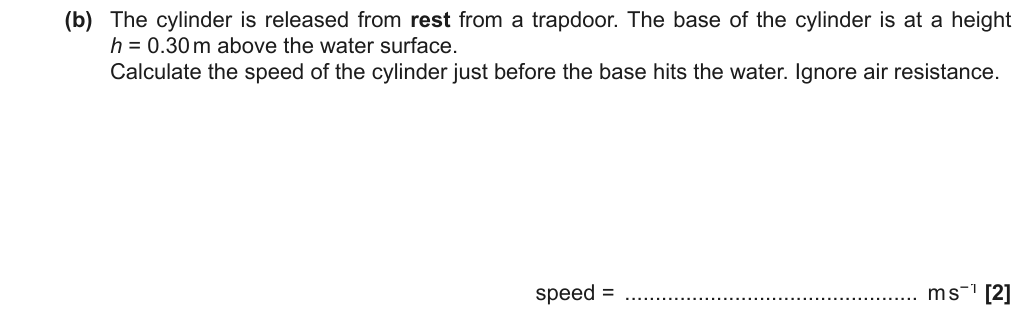 (b) The cylinder is released from rest from a trapdoor. The base of the cylinder is at a height
h = 0.30 m above the water surface.
Calculate the speed of the cylinder just before the base hits the water. Ignore air resistance.
speed = ................................................ m s⁻¹ [2]